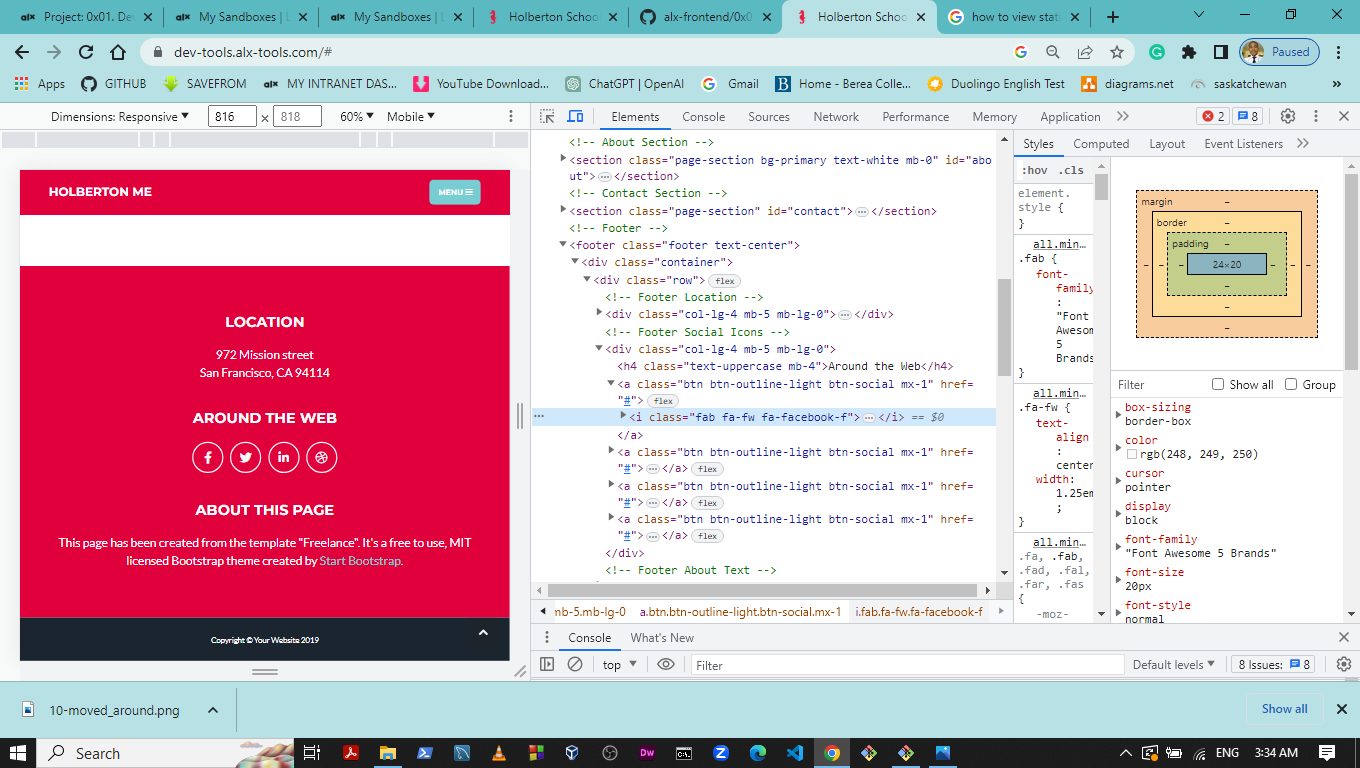 Project: 0x01. De
My Sandboxes | 
My Sandboxes | 
Holberton Schoo
alx-frontend/0x0
Holberton Schoo
how to view stat
dev-tools.alx-tools.com/#
Paused
Apps
GITHUB
SAVEFROM
MY INTRANET DAS...
YouTube Download...
ChatGPT | OpenAI
Gmail
Home - Berea Colle...
Duolingo English Test
diagrams.net
saskatchewan
Dimensions: Responsive
816
×
818
60%
Mobile
HOLBERTON ME
MENU
LOCATION
972 Mission street
San Francisco, CA 94114
AROUND THE WEB
ABOUT THIS PAGE
This page has been created from the template "Freelance". It's a free to use, MIT
licensed Bootstrap theme created by Start Bootstrap.
Copyright © Your Website 2019
Elements
Console
Sources
Network
Performance
Memory
Application
2
8
<!-- About Section -->
<section class="page-section bg-primary text-white mb-0" id="abo
ut">…</section>
<!-- Contact Section -->
<section class="page-section" id="contact">…</section>
<!-- Footer -->
<footer class="footer text-center">
<div class="container">
<div class="row"> flex
<!-- Footer Location -->
<div class="col-lg-4 mb-5 mb-lg-0">…</div>
<!-- Footer Social Icons -->
<div class="col-lg-4 mb-5 mb-lg-0">
<h4 class="text-uppercase mb-4">Around the Web</h4>
<a class="btn btn-outline-light btn-social mx-1" href=
"#"> flex
<i class="fab fa-fw fa-facebook-f">…</i> == $0
</a>
<a class="btn btn-outline-light btn-social mx-1" href=
"#">…</a> flex
<a class="btn btn-outline-light btn-social mx-1" href=
"#">…</a> flex
<a class="btn btn-outline-light btn-social mx-1" href=
"#">…</a> flex
</div>
<!-- Footer About Text -->
mb-5.mb-lg-0
a.btn.btn-outline-light.btn-social.mx-1
i.fab.fa-fw.fa-facebook-f
Styles
Computed
Layout
Event Listeners
:hov
.cls
element.
style {
}
all.min…
.fab {
font-
family
:
"Font
Awesom
5
Brands
}
all.min…
.fa-fw {
text-
align
:
center
width:
1.25em
;
}
all.min…
.fa, .fab,
.fad, .fal,
.far, .fas
{
-moz-
margin
-
border
-
padding
-
24×20
Filter
Show all
Group
box-sizing
border-box
color
rgb(248, 249, 250)
cursor
pointer
display
block
font-family
"Font Awesome 5 Brands"
font-size
20px
font-style
normal
Console
What's New
top
Filter
Default levels
8 Issues:
8
10-moved_around.png
Show all
Search
ENG
3:34 AM